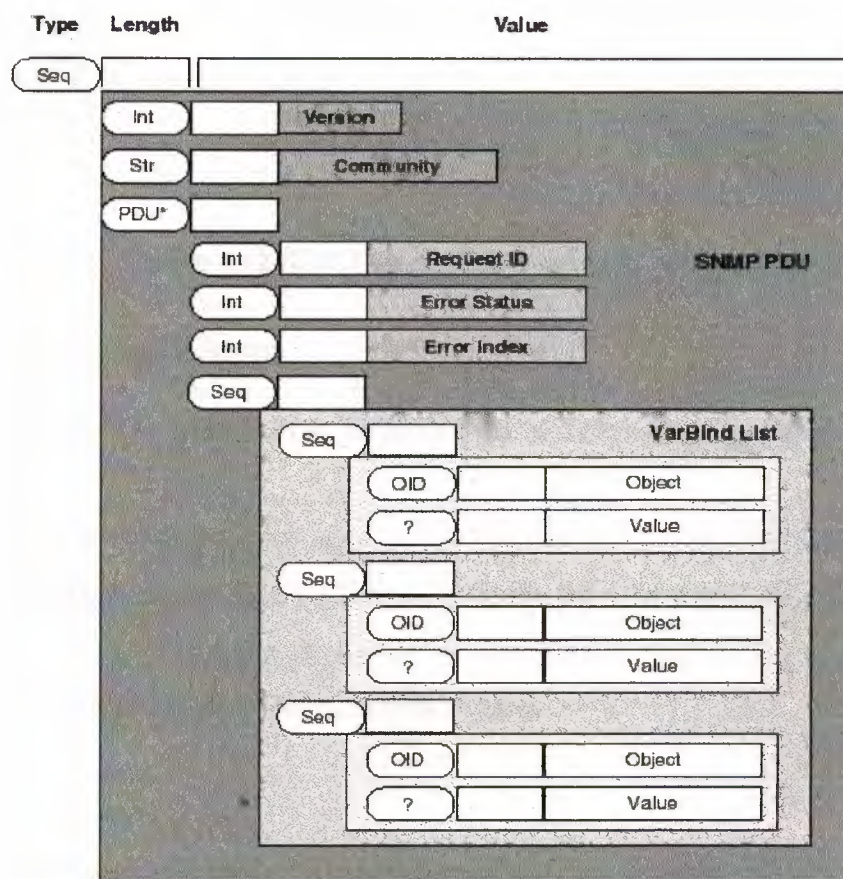 Type Length Value
Seq
Int Version
Str Community
PDU*
Int Request ID SNMP PDU
Int Error Status
Int Error Index
Seq
Seq VarBind List
OID Object
? Value
Seq
OID Object
? Value
Seq
OID Object
? Value